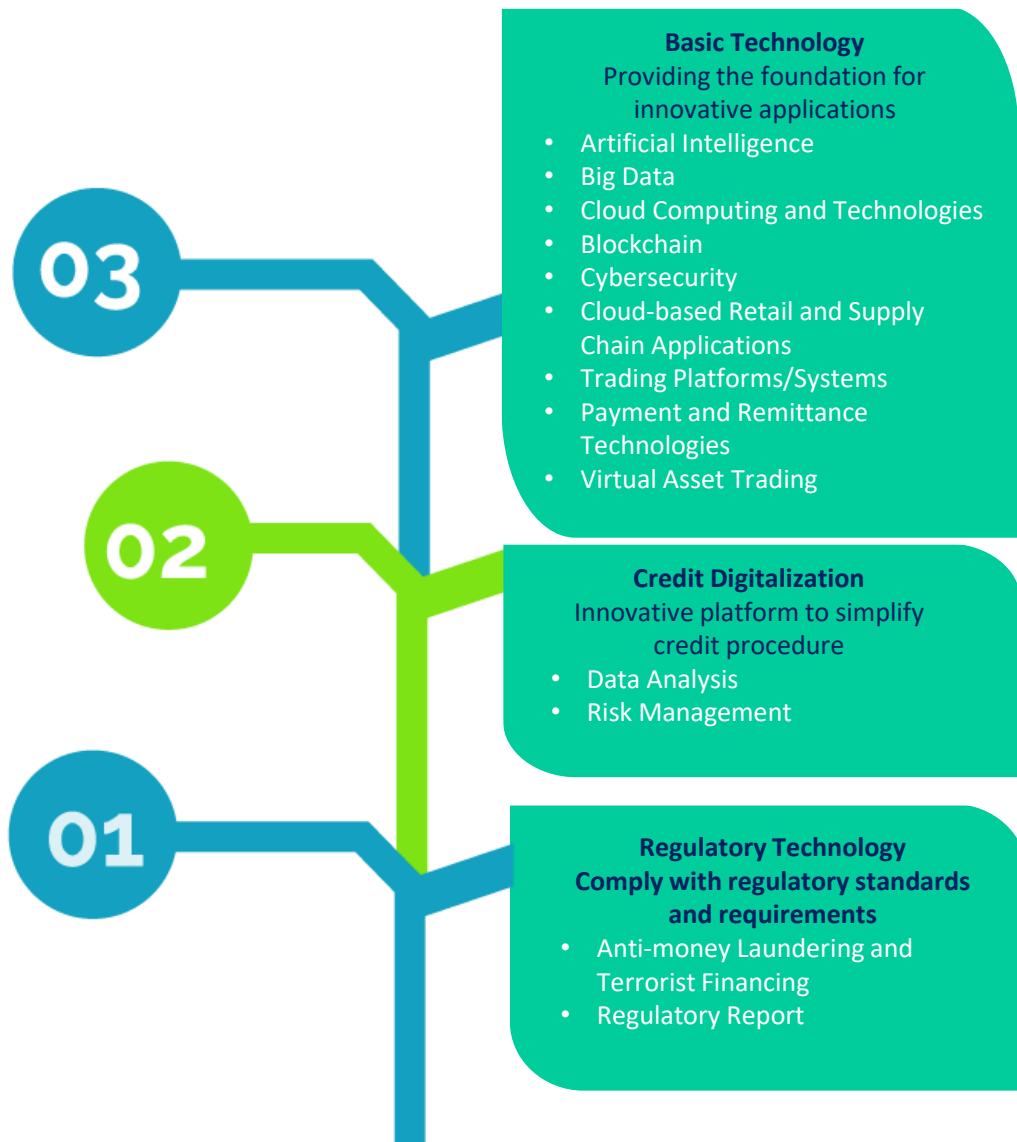 03
Basic Technology
Providing the foundation for
innovative applications
• Artificial Intelligence
• Big Data
• Cloud Computing and Technologies
• Blockchain
• Cybersecurity
• Cloud-based Retail and Supply
Chain Applications
• Trading Platforms/Systems
• Payment and Remittance
Technologies
• Virtual Asset Trading
02
Credit Digitalization
Innovative platform to simplify
credit procedure
• Data Analysis
• Risk Management
01
Regulatory Technology
Comply with regulatory standards
and requirements
• Anti-money Laundering and
Terrorist Financing
• Regulatory Report